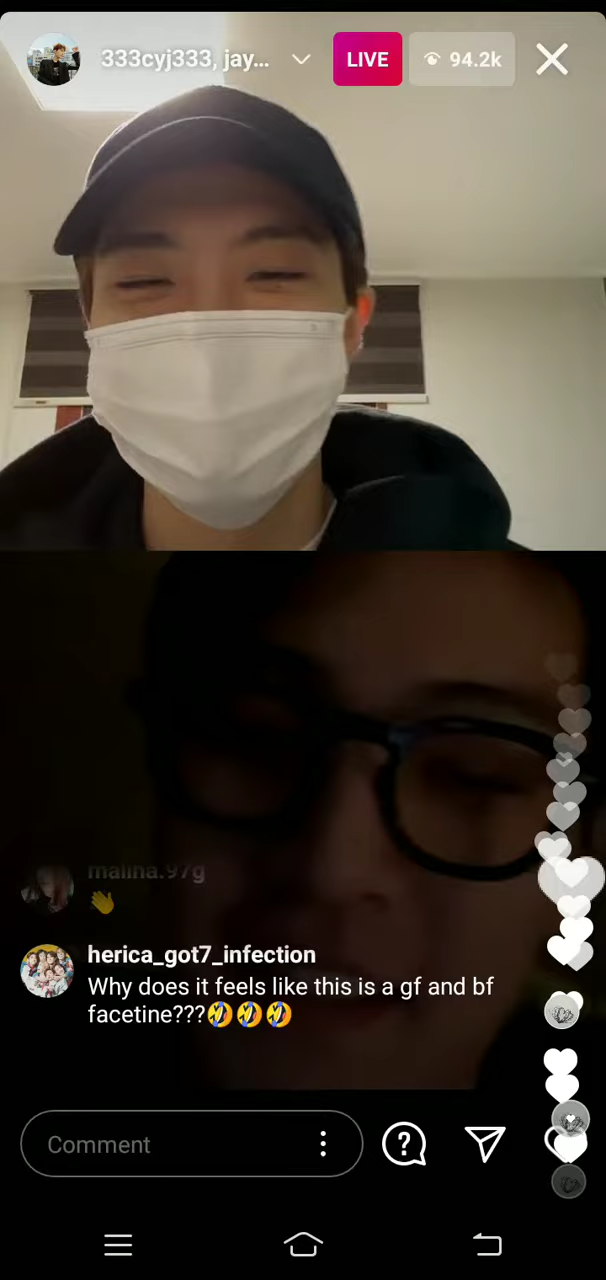 333cyj333, jay...
LIVE
94.2k
malina.97g
👋
herica_got7_infection
Why does it feels like this is a gf and bf
facetine???🤣🤣🤣
Comment